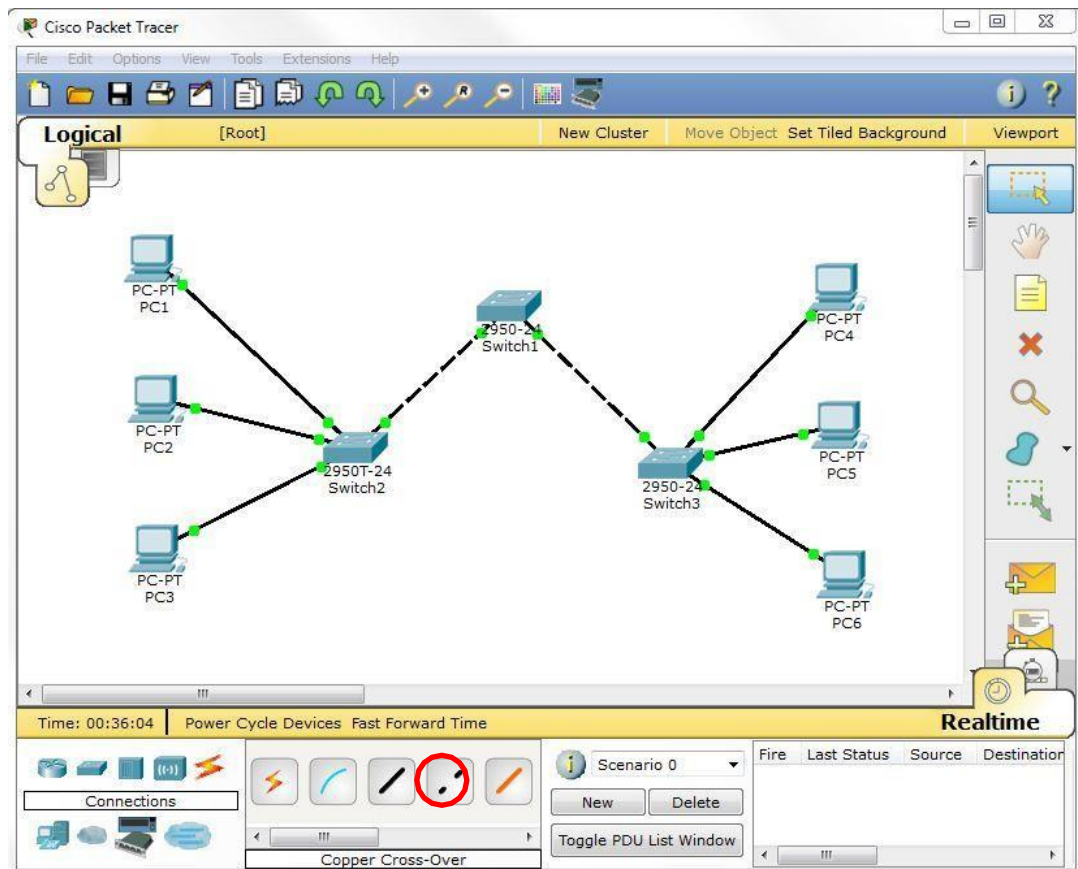 Cisco Packet Tracer
File Edit Options View Tools Extensions Help
R
i ?
Logical [Root] New Cluster Move Object Set Tiled Background Viewport
PC-PT
PC1
2950-24
Switch1
PC-PT
PC4
PC-PT
PC2
2950T-24
Switch2
PC-PT
PC5
2950-24
Switch3
PC-PT
PC3
PC-PT
PC6
Time: 00:36:04 Power Cycle Devices Fast Forward Time Realtime
Fire Last Status Source Destination
i Scenario 0
Connections
New Delete
Toggle PDU List Window
Copper Cross-Over